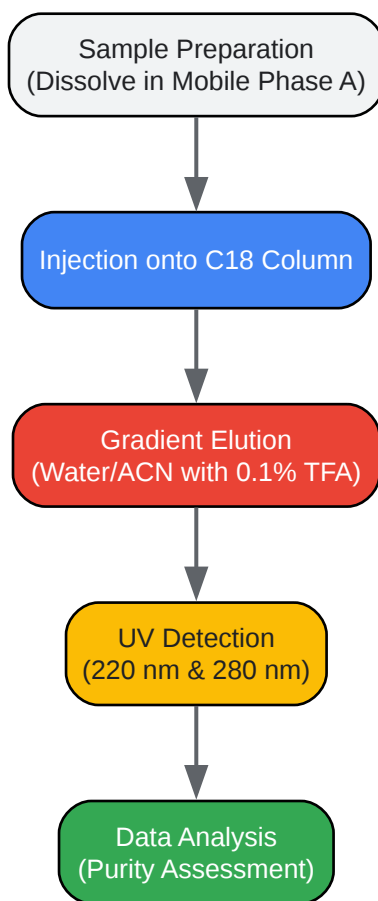 Sample Preparation
(Dissolve in Mobile Phase A)
Injection onto C18 Column
Gradient Elution
(Water/ACN with 0.1% TFA)
UV Detection
(220 nm & 280 nm)
Data Analysis
(Purity Assessment)